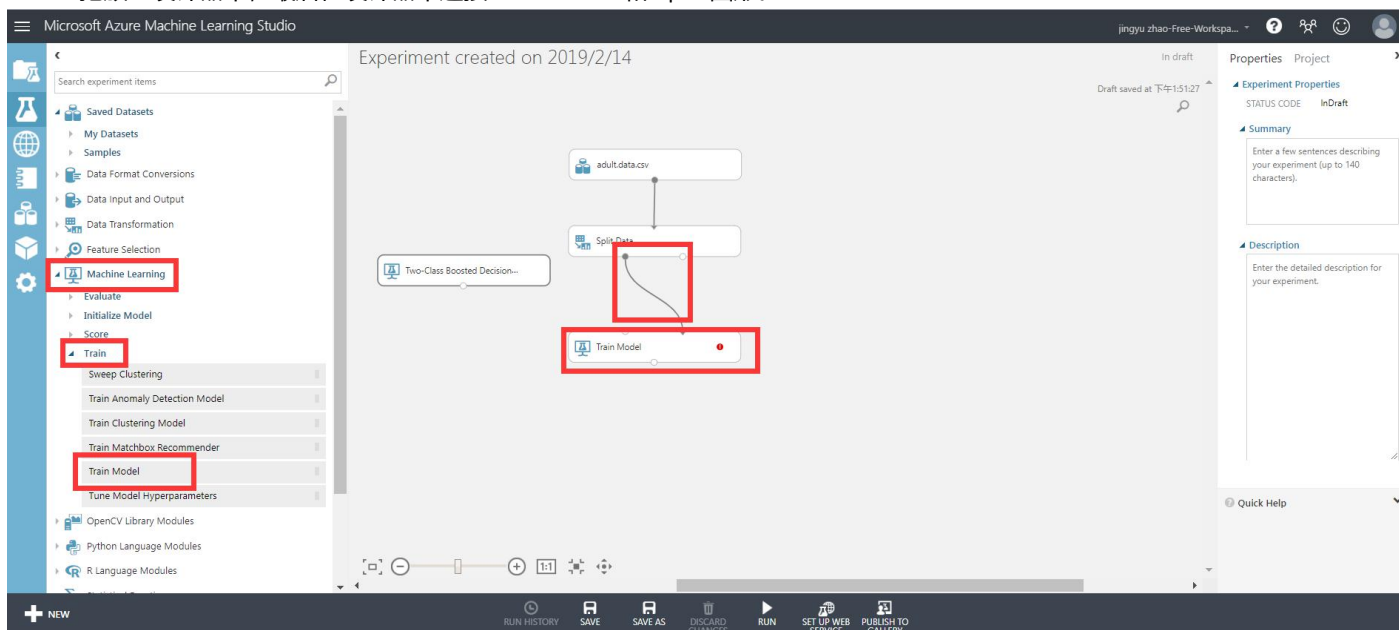 Microsoft Azure Machine Learning Studio
jingyu zhao-Free-Workspa...
Search experiment items
Saved Datasets
My Datasets
Samples
Data Format Conversions
Data Input and Output
Data Transformation
Feature Selection
Machine Learning
Evaluate
Initialize Model
Score
Train
Sweep Clustering
Train Anomaly Detection Model
Train Clustering Model
Train Matchbox Recommender
Train Model
Tune Model Hyperparameters
OpenCV Library Modules
Python Language Modules
R Language Modules
Experiment created on 2019/2/14
In draft
Draft saved at 下午1:51:27
adult.data.csv
Split Data
Two-Class Boosted Decision...
Train Model
Properties Project
Experiment Properties
STATUS CODE InDraft
Summary
Enter a few sentences describing
your experiment (up to 140
characters).
Description
Enter the detailed description for
your experiment.
Quick Help
1:1
NEW
RUN HISTORY
SAVE
SAVE AS
DISCARD
CHANGES
RUN
SET UP WEB
SERVICE
PUBLISH TO
GALLERY